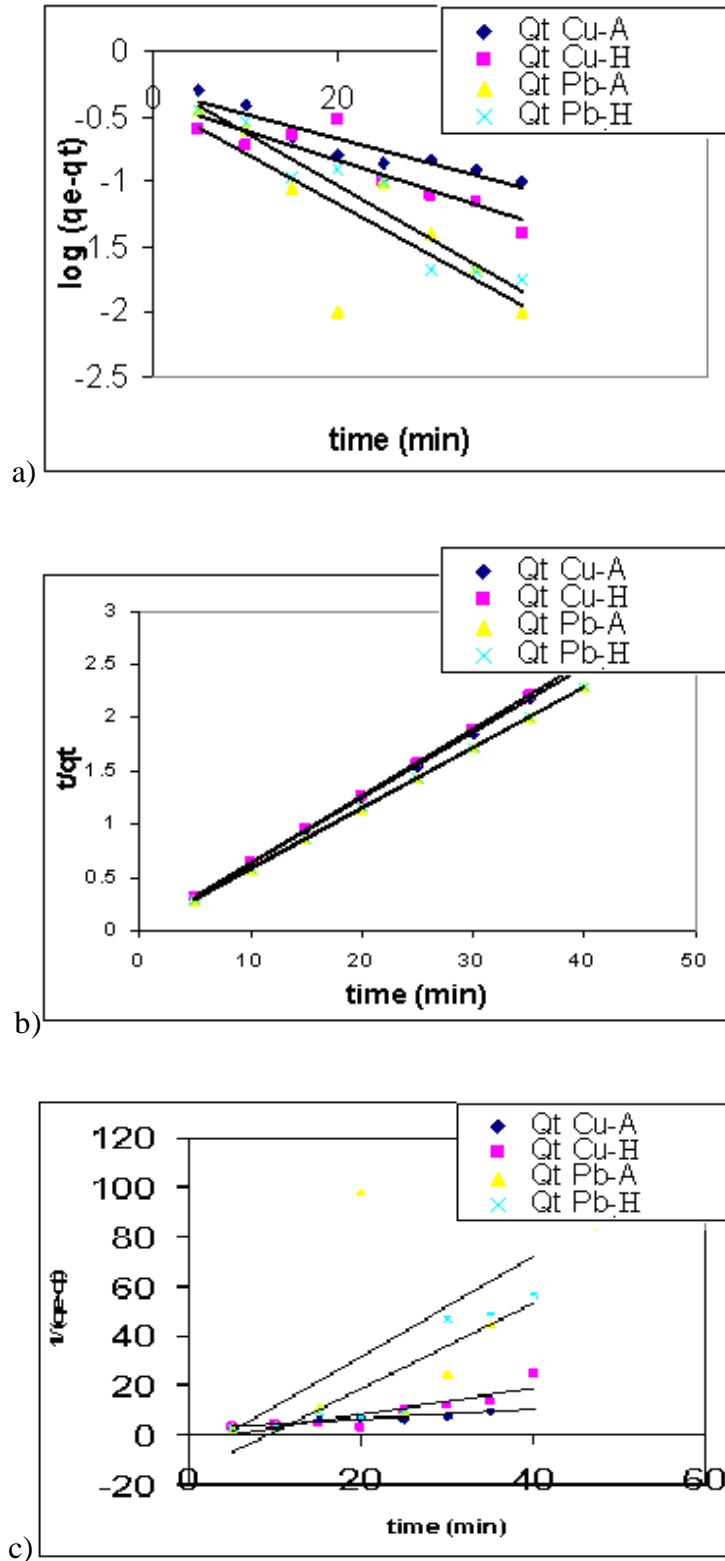 Qt Cu-A
Qt Cu-H
Qt Pb-A
Qt Pb-H
0
0 20
-0.5
-1
-1.5
-2
-2.5
log (qe-qt)
time (min)
a)
Qt Cu-A
Qt Cu-H
Qt Pb-A
Qt Pb-H
3
2.5
2
1.5
1
0.5
0
t/qt
0 10 20 30 40 50
time (min)
b)
Qt Cu-A
Qt Cu-H
Qt Pb-A
Qt Pb-H
120
100
80
60
40
20
0
-20
1/(qe-qt)
0 20 40 60
time (min)
c)